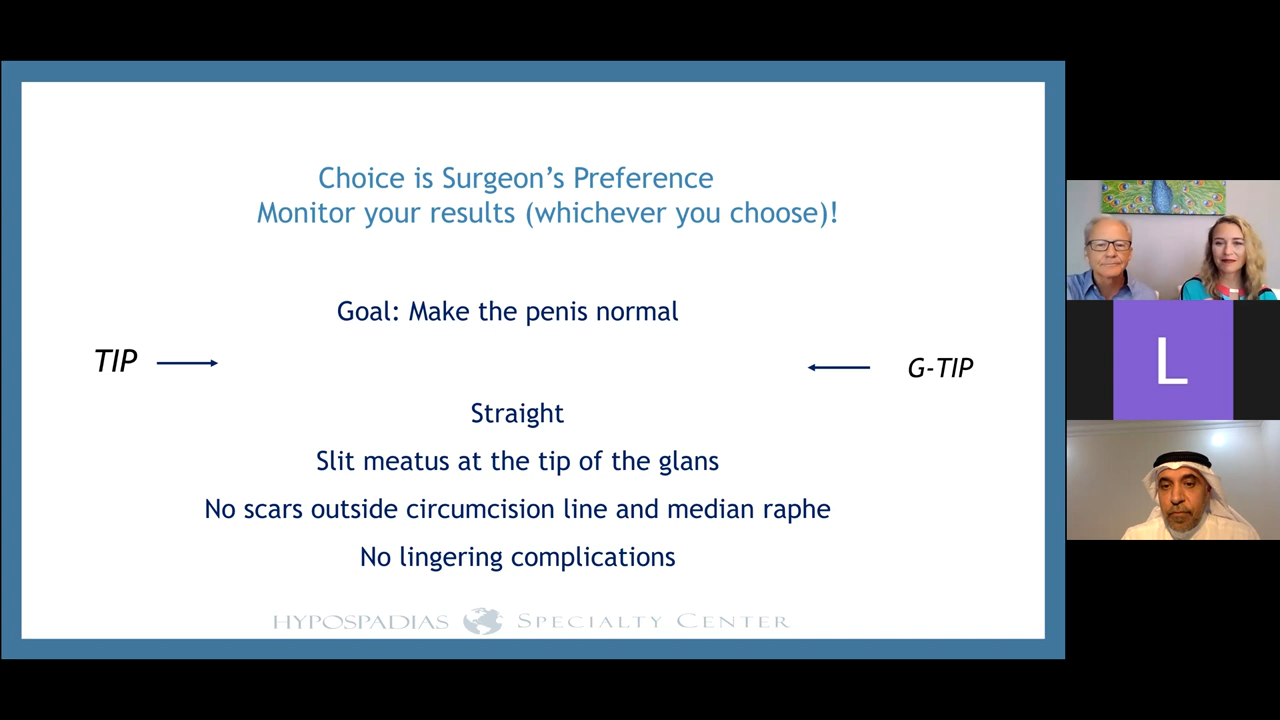 Choice is Surgeon’s Preference
Monitor your results (whichever you choose)!
Goal: Make the penis normal
TIP
G-TIP
Straight
Slit meatus at the tip of the glans
No scars outside circumcision line and median raphe
No lingering complications
HYPOSPADIAS SPECIALTY CENTER
L